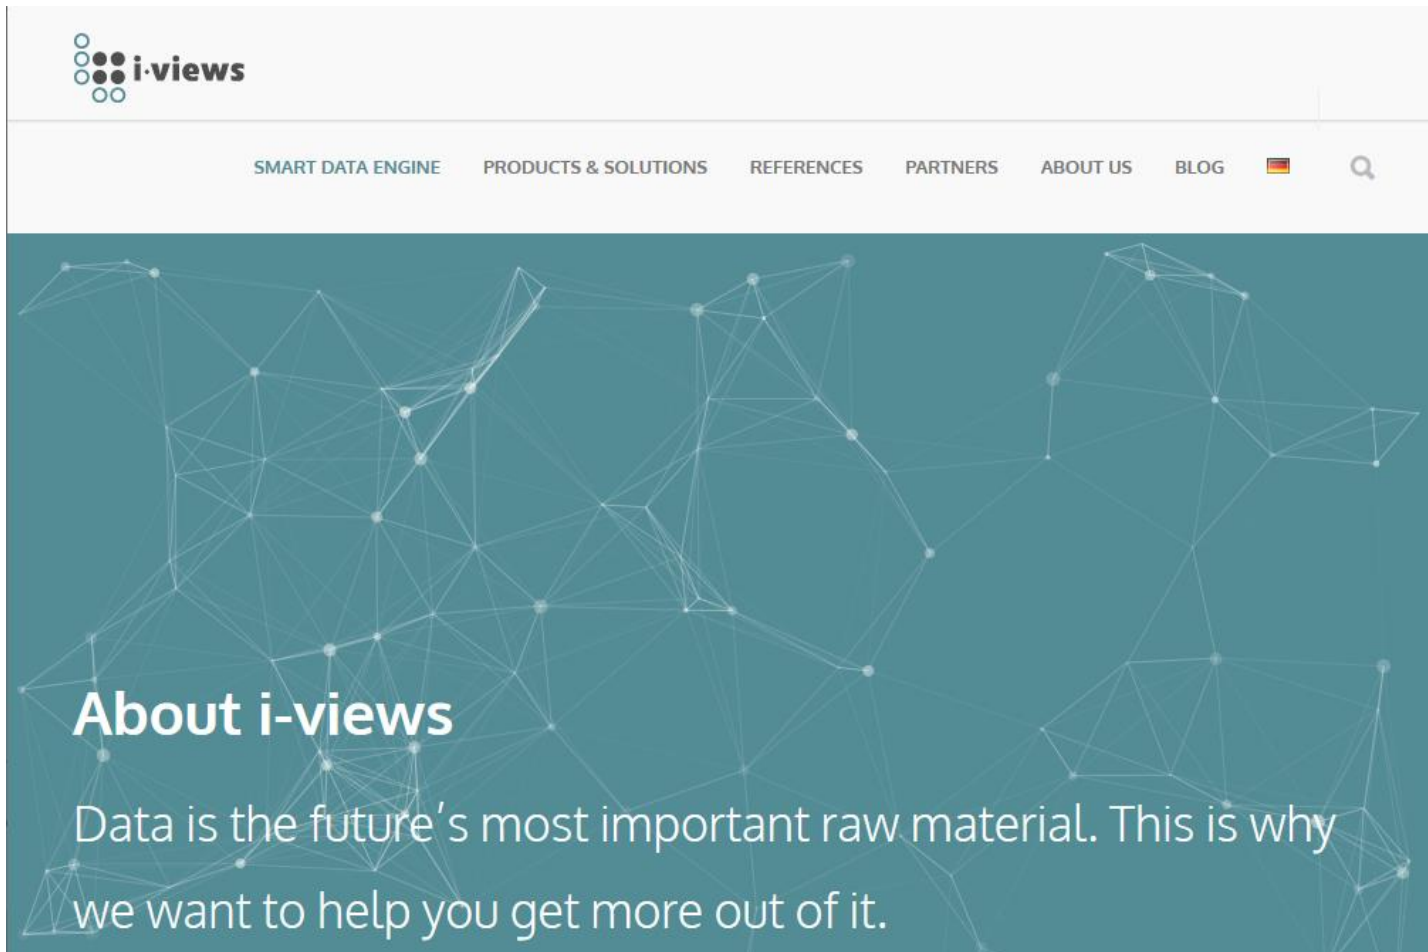 i·views
SMART DATA ENGINE PRODUCTS & SOLUTIONS REFERENCES PARTNERS ABOUT US BLOG
About i-views
Data is the future’s most important raw material. This is why
we want to help you get more out of it.